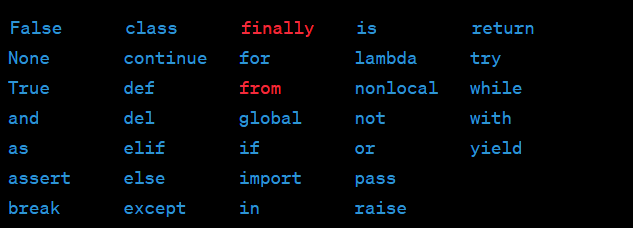 False class finally is return
None continue for lambda try
True def from nonlocal while
and del global not with
as elif if or yield
assert else import pass
break except in raise